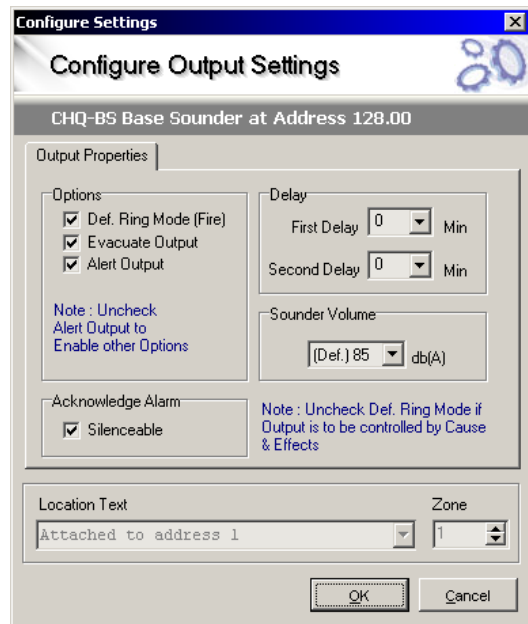 Configure Settings
Configure Output Settings
CHQ-BS Base Sounder at Address 128.00
Output Properties
Options
Def. Ring Mode (Fire)
Evacuate Output
Alert Output
Note : Uncheck
Alert Output to
Enable other Options
Delay
First Delay 0 Min
Second Delay 0 Min
Sounder Volume
(Def.) 85 db(A)
Acknowledge Alarm
Silenceable
Note : Uncheck Def. Ring Mode if
Output is to be controlled by Cause
& Effects
Location Text
Zone
Attached to address 1
1
OK
Cancel